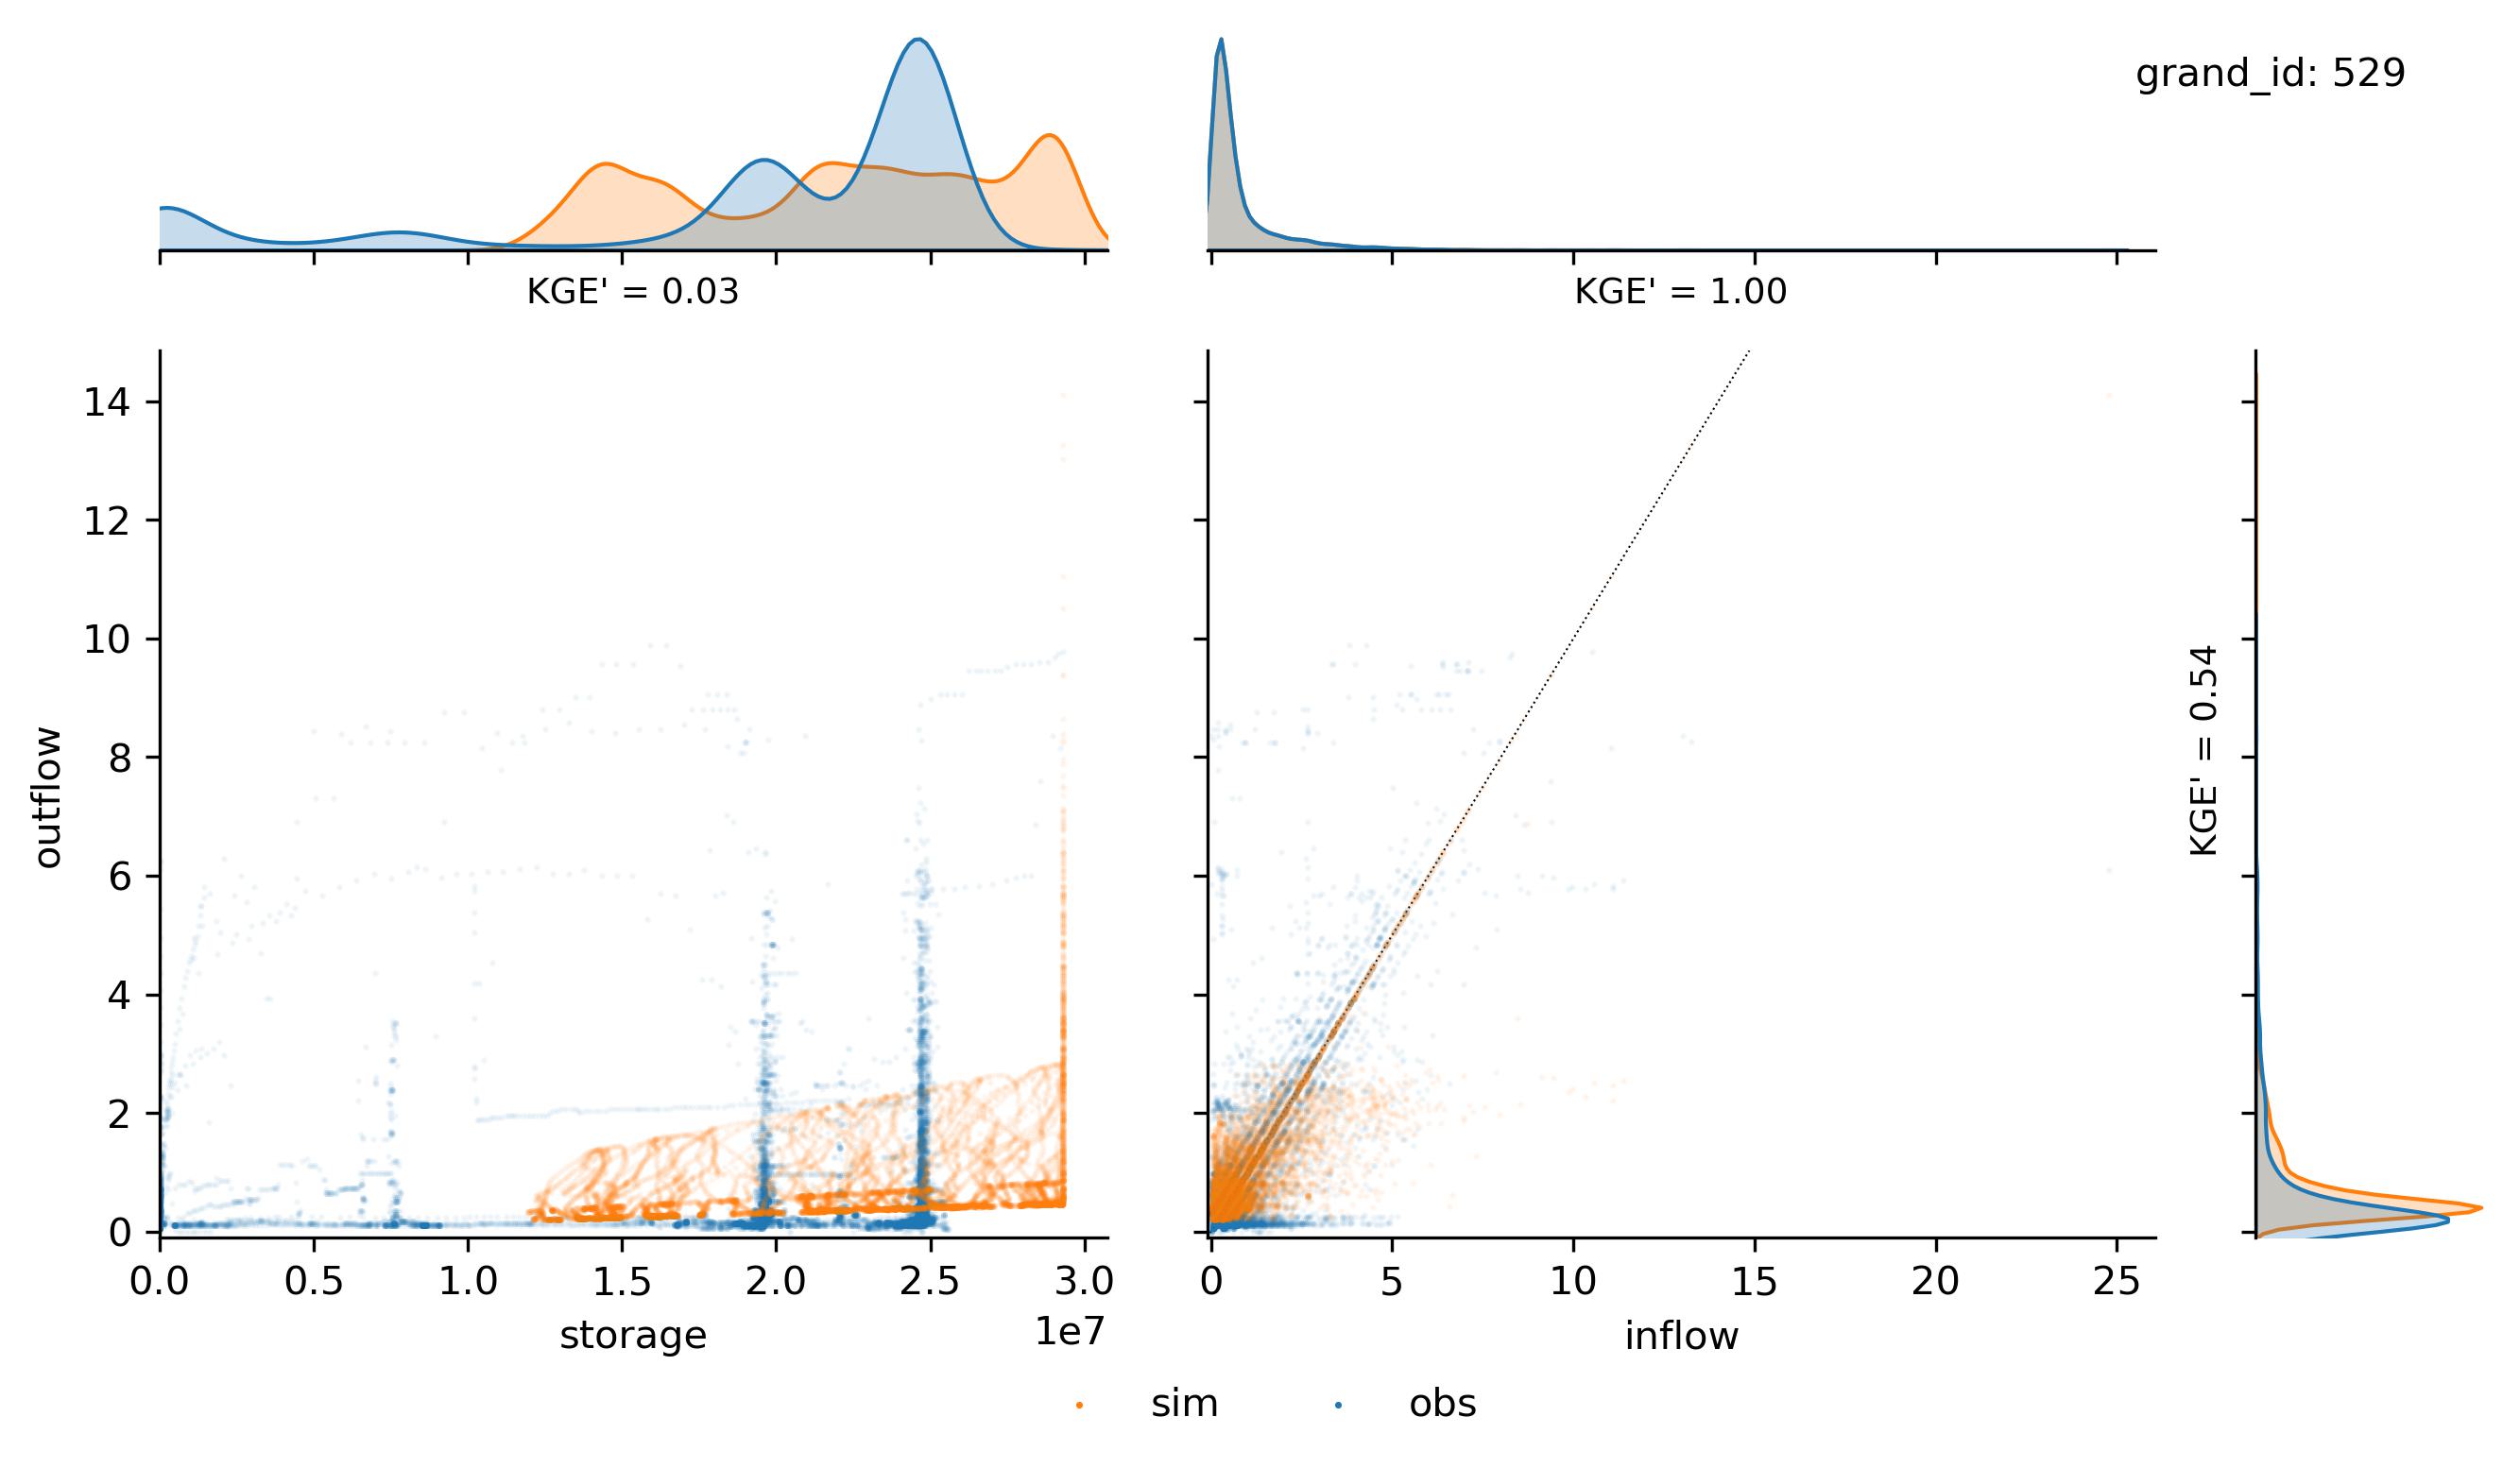 grand_id: 529
KGE' = 0.03
KGE' = 1.00
14
12
10
8
6
4
2
0
outflow
KGE' = 0.54
0.0 0.5 1.0 1.5 2.0 2.5 3.0
0 5 10 15 20 25
storage
1e7
inflow
sim
obs